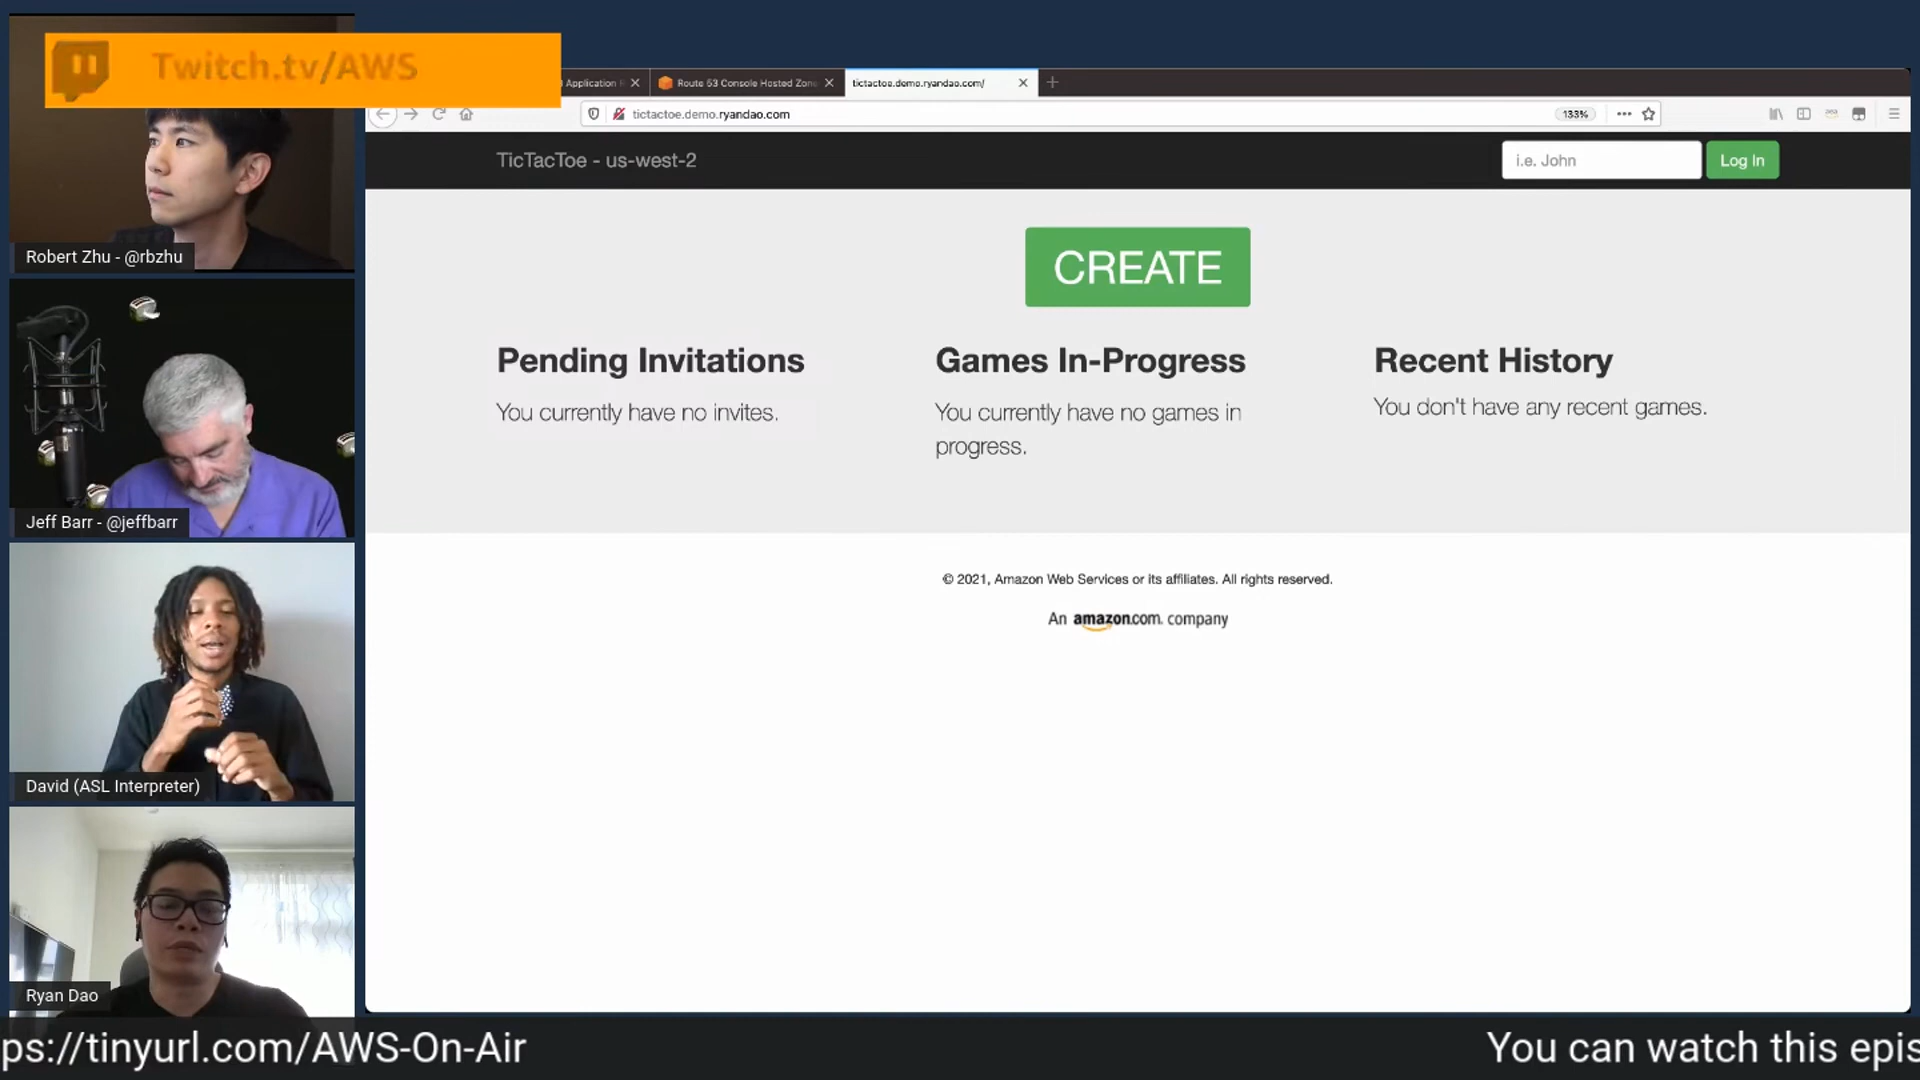 Twitch.tv/AWS
Robert Zhu - @rbzhu
Jeff Barr - @jeffbarr
David (ASL Interpreter)
Ryan Dao
l Application
Route 53 Console Hosted Zone
tictactoe.demo.ryandao.com/
tictactoe.demo.ryandao.com
133%
TicTacToe - us-west-2
i.e. John
Log In
CREATE
Pending Invitations
You currently have no invites.
Games In-Progress
You currently have no games in
progress.
Recent History
You don't have any recent games.
© 2021, Amazon Web Services or its affiliates. All rights reserved.
An amazon.com. company
ps://tinyurl.com/AWS-On-Air
You can watch this epis